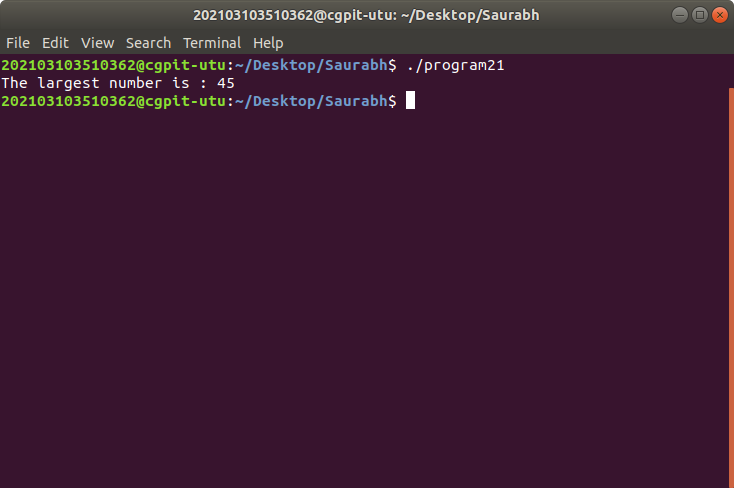 202103103510362@cgpit-utu: ~/Desktop/Saurabh
File Edit View Search Terminal Help
202103103510362@cgpit-utu:~/Desktop/Saurabh$ ./program21
The largest number is : 45
202103103510362@cgpit-utu:~/Desktop/Saurabh$